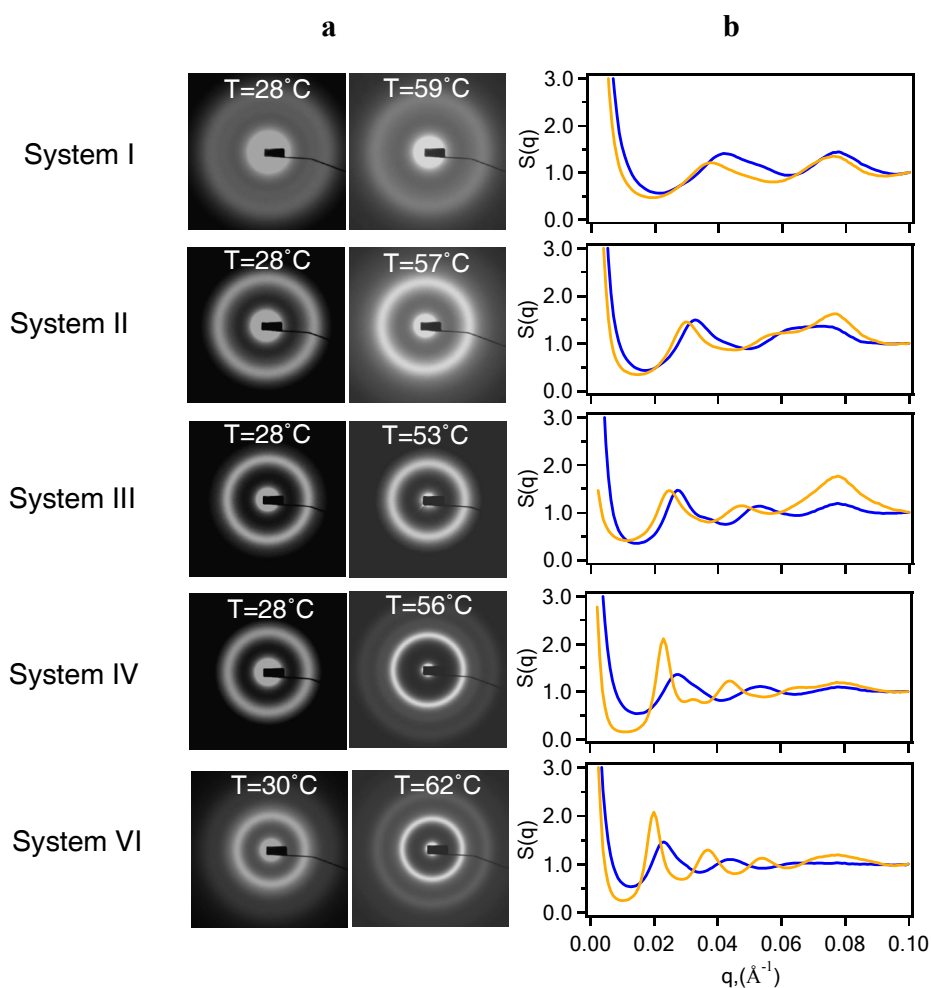 a b
System I
T=28˚C T=59˚C
S(q)
3.0
2.0
1.0
0.0
System II
T=28˚C T=57˚C
S(q)
3.0
2.0
1.0
0.0
System III
T=28˚C T=53˚C
S(q)
3.0
2.0
1.0
0.0
System IV
T=28˚C T=56˚C
S(q)
3.0
2.0
1.0
0.0
System VI
T=30˚C T=62˚C
S(q)
3.0
2.0
1.0
0.0
0.00 0.02 0.04 0.06 0.08 0.10
q,(Å⁻¹)